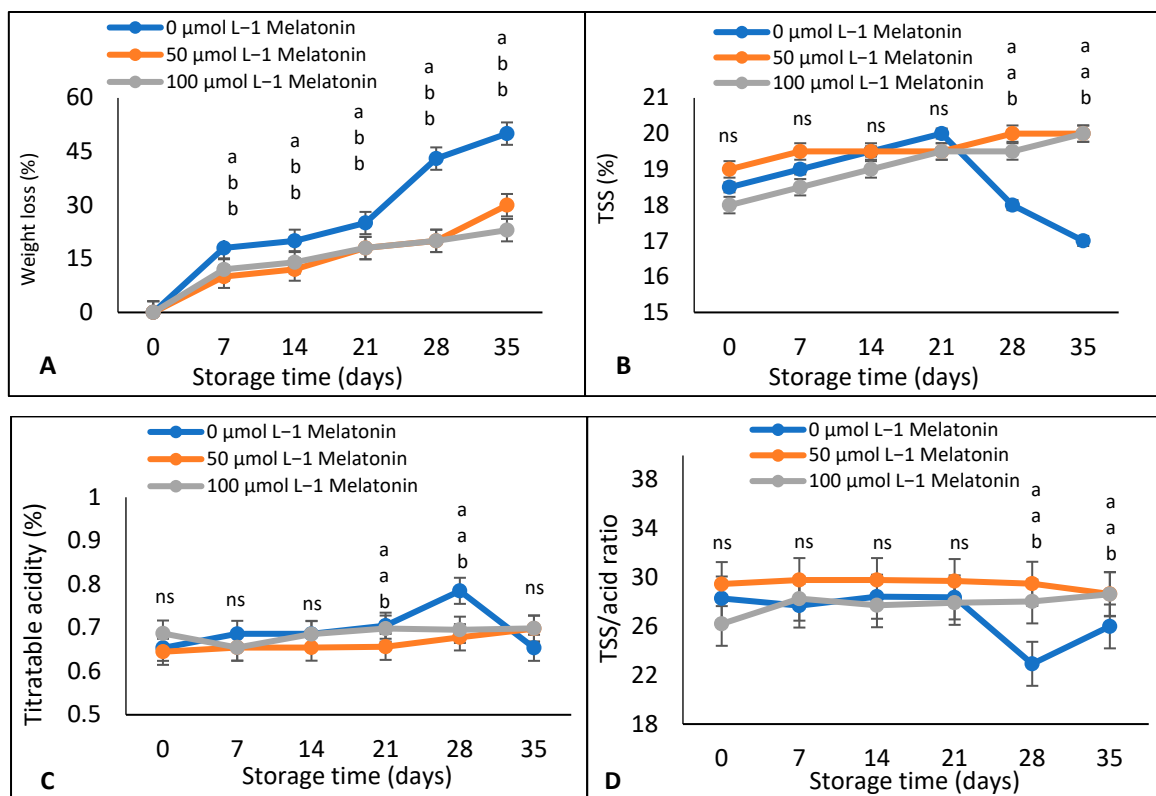 0 μmol L−1 Melatonin
50 μmol L−1 Melatonin
100 μmol L−1 Melatonin
Weight loss (%)
60
45
30
15
0
a
b
b
a
b
b
a
b
b
a
b
b
a
b
b
0 7 14 21 28 35
Storage time (days)
A
0 μmol L−1 Melatonin
50 μmol L−1 Melatonin
100 μmol L−1 Melatonin
TSS (%)
21
20
19
18
17
16
15
ns
ns
ns
ns
a
a
b
a
a
b
0 7 14 21 28 35
Storage time (days)
B
0 μmol L−1 Melatonin
50 μmol L−1 Melatonin
100 μmol L−1 Melatonin
Titratable acidity (%)
1
0.9
0.8
0.7
0.6
0.5
ns
ns
ns
a
a
b
a
a
b
ns
0 7 14 21 28 35
Storage time (days)
C
0 μmol L−1 Melatonin
50 μmol L−1 Melatonin
100 μmol L−1 Melatonin
TSS/acid ratio
38
34
30
26
22
18
ns
ns
ns
ns
a
a
b
a
a
b
0 7 14 21 28 35
Storage time (days)
D